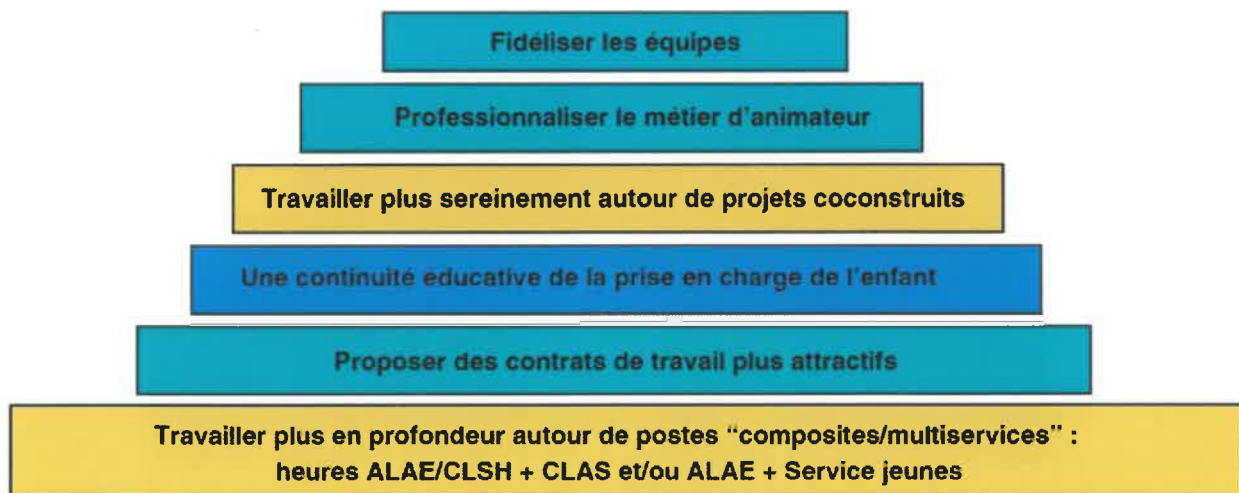 Fidéliser les équipes
Professionnaliser le métier d'animateur
Travailler plus sereinement autour de projets coconstruits
Une continuité éducative de la prise en charge de l'enfant
Proposer des contrats de travail plus attractifs
Travailler plus en profondeur autour de postes “composites/multiservices” :
heures ALAE/CLSH + CLAS et/ou ALAE + Service jeunes